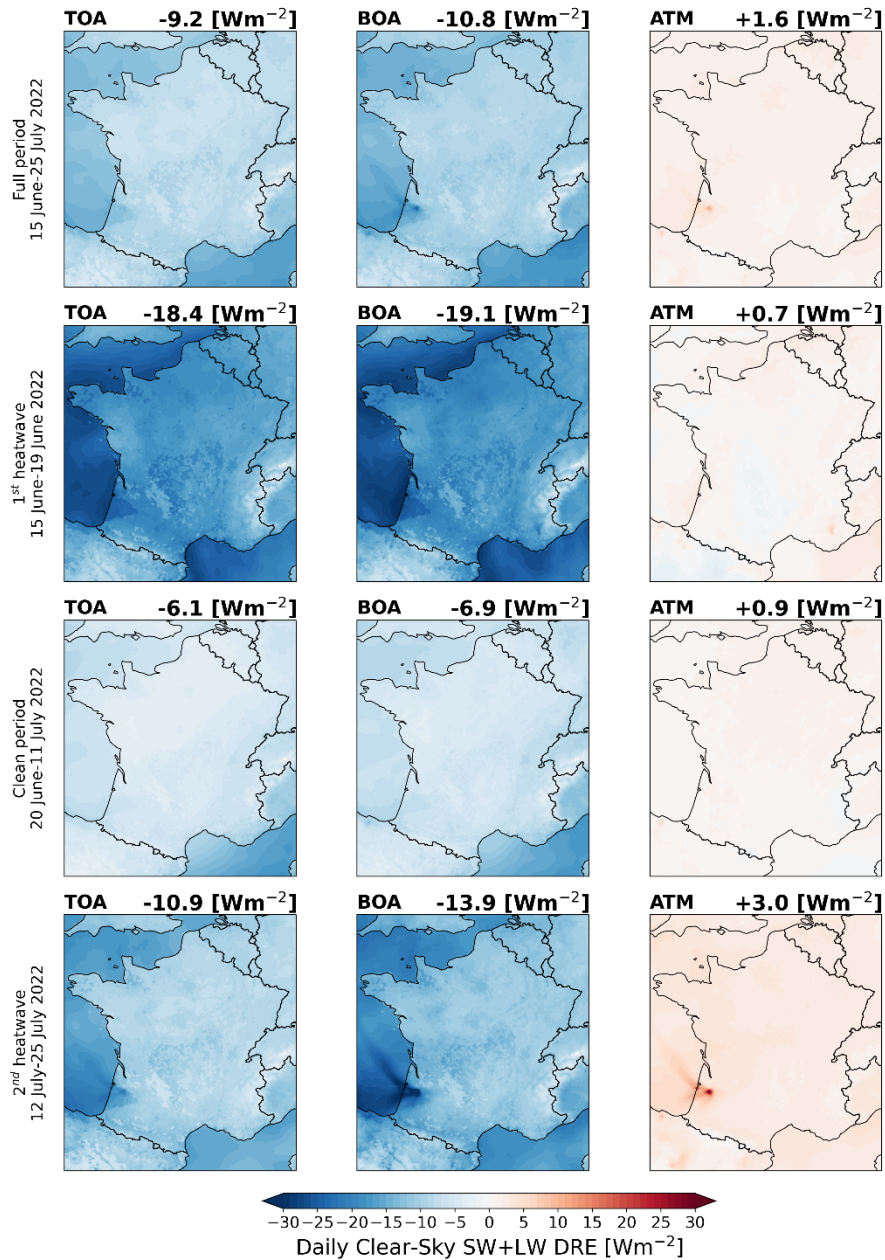 TOA -9.2 [Wm⁻²] BOA -10.8 [Wm⁻²] ATM +1.6 [Wm⁻²]
Full period
15 June-25 July 2022
TOA -18.4 [Wm⁻²] BOA -19.1 [Wm⁻²] ATM +0.7 [Wm⁻²]
1ˢᵗ heatwave
15 June-19 June 2022
TOA -6.1 [Wm⁻²] BOA -6.9 [Wm⁻²] ATM +0.9 [Wm⁻²]
Clean period
20 June-11 July 2022
TOA -10.9 [Wm⁻²] BOA -13.9 [Wm⁻²] ATM +3.0 [Wm⁻²]
2ⁿᵈ heatwave
12 July-25 July 2022
−30 −25 −20 −15 −10 −5 0 5 10 15 20 25 30
Daily Clear-Sky SW+LW DRE [Wm⁻²]